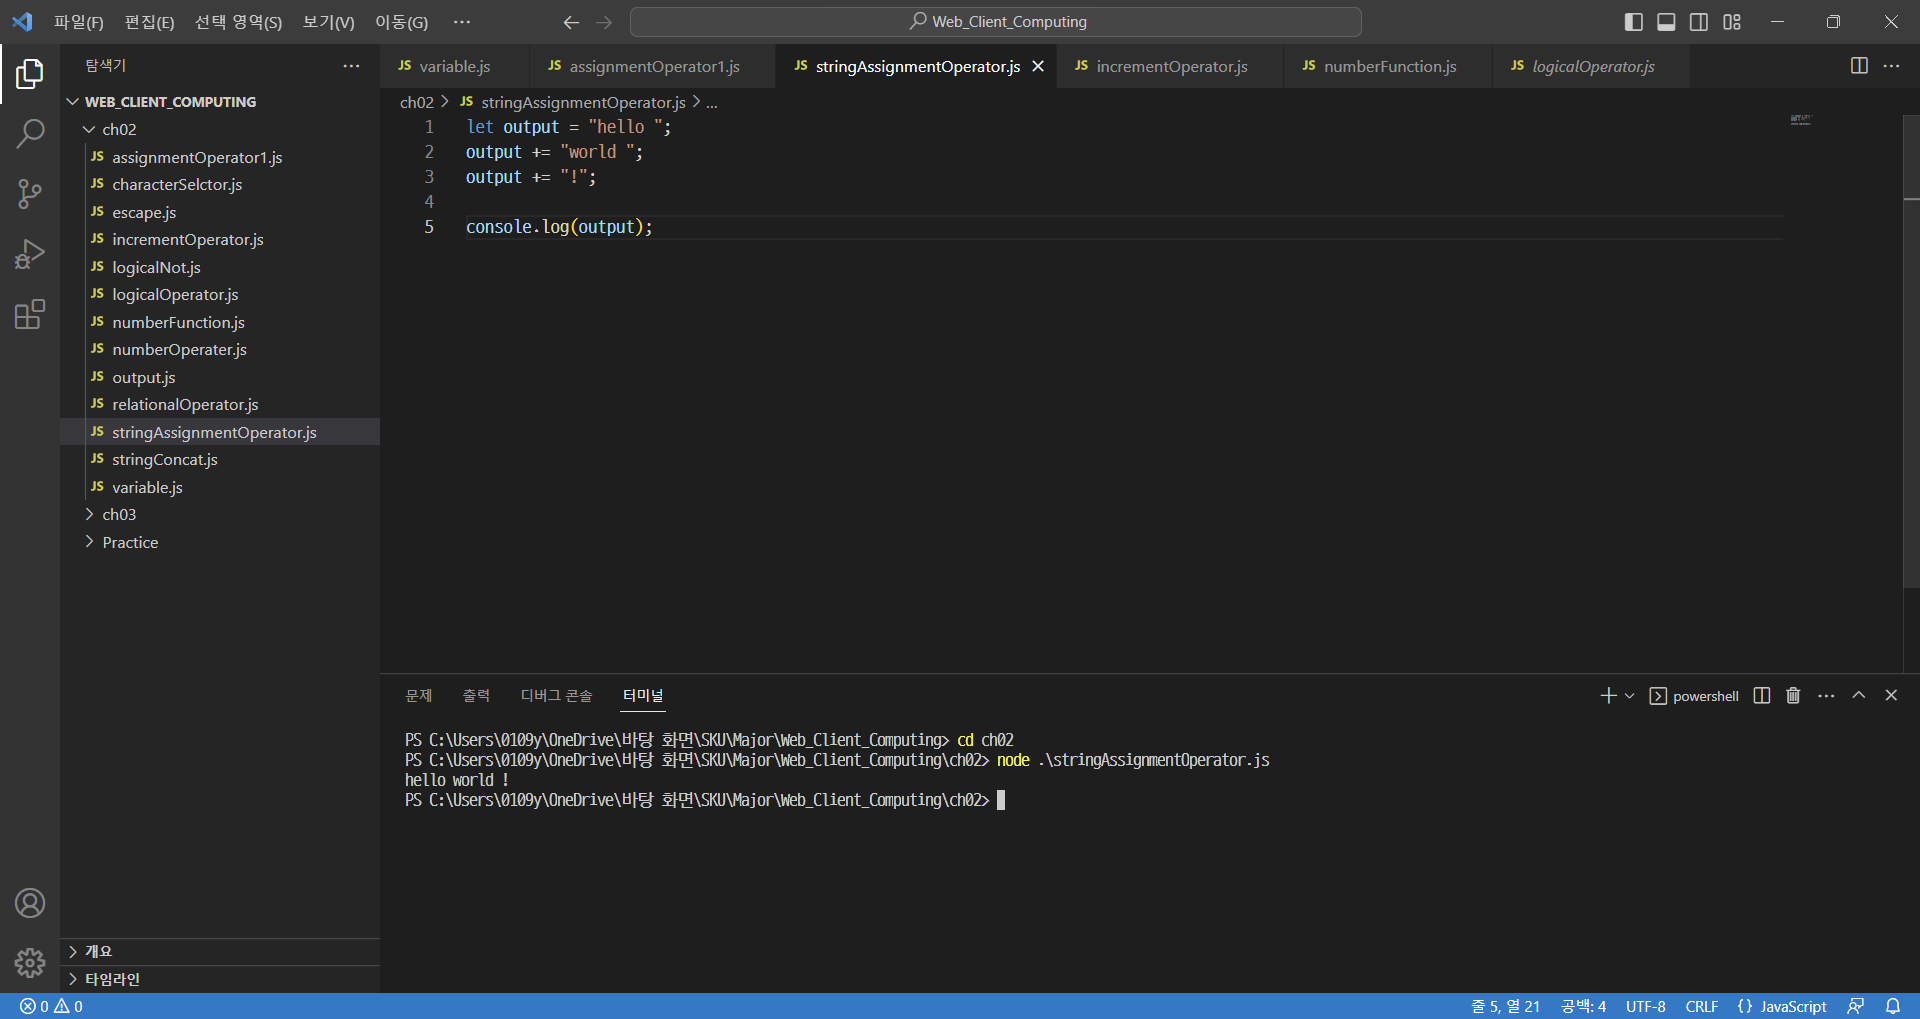 파일(F) 편집(E) 선택 영역(S) 보기(V) 이동(G) ··· Web_Client_Computing
탐색기 ···
WEB_CLIENT_COMPUTING
ch02
JS assignmentOperator1.js
JS characterSelctor.js
JS escape.js
JS incrementOperator.js
JS logicalNot.js
JS logicalOperator.js
JS numberFunction.js
JS numberOperater.js
JS output.js
JS relationalOperator.js
JS stringAssignmentOperator.js
JS stringConcat.js
JS variable.js
ch03
Practice
개요
타임라인
JS variable.js JS assignmentOperator1.js JS stringAssignmentOperator.js JS incrementOperator.js JS numberFunction.js JS logicalOperator.js ···
ch02 > JS stringAssignmentOperator.js > ...
1 let output = "hello ";
2 output += "world ";
3 output += "!";
4
5 console.log(output);
문제 출력 디버그 콘솔 터미널 powershell ···
PS C:\Users\0109y\OneDrive\바탕 화면\SKU\Major\Web_Client_Computing> cd ch02
PS C:\Users\0109y\OneDrive\바탕 화면\SKU\Major\Web_Client_Computing\ch02> node .\stringAssignmentOperator.js
hello world !
PS C:\Users\0109y\OneDrive\바탕 화면\SKU\Major\Web_Client_Computing\ch02>
0 0 줄 5, 열 21 공백: 4 UTF-8 CRLF {} JavaScript